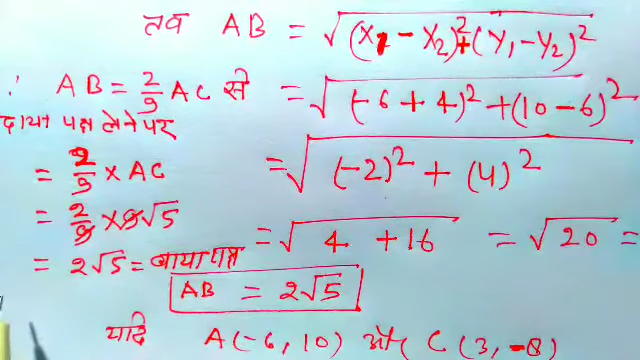 तब AB = √(x₁ - x₂)² + (y₁ - y₂)²
∵ AB = 2/9 AC से
= √(-6 + 4)² + (10 - 6)²
दायां पक्ष लेने पर
= √(-2)² + (4)²
= 2/9 × AC
= 2/9 × 9√5
= √4 + 16 = √20 =
= 2√5 = बायां पक्ष
AB = 2√5
यदि A(-6, 10) और C(3, -8)